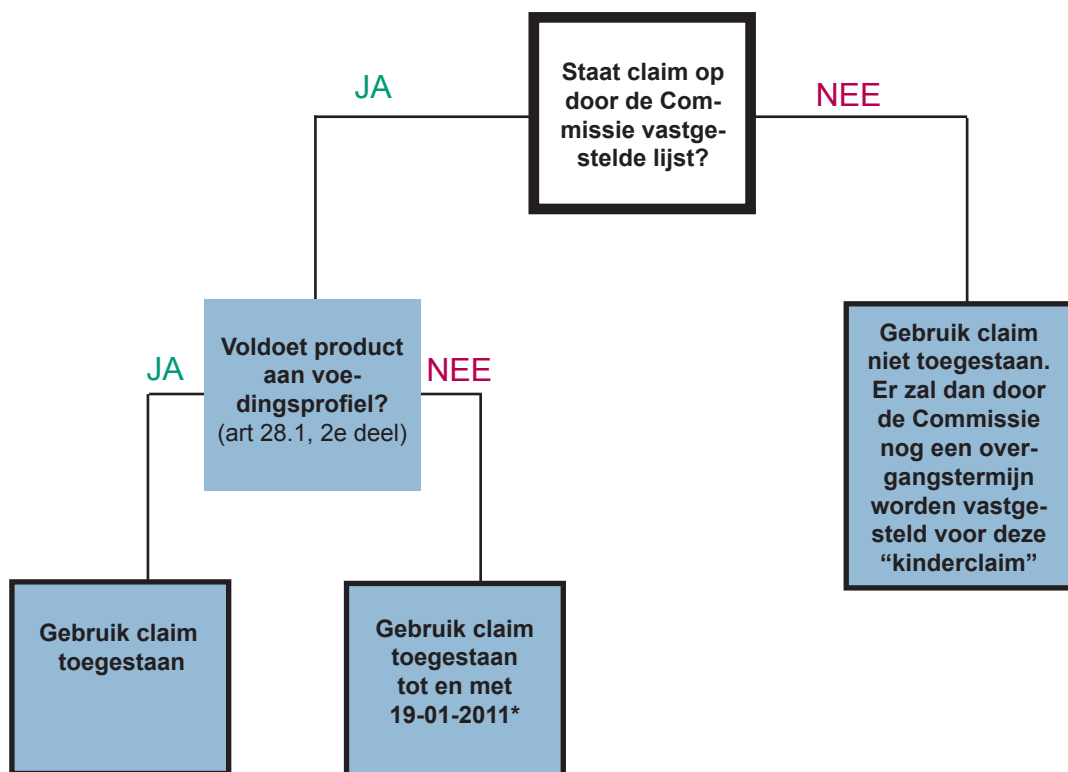 Staat claim op
door de Com-
missie vastge-
stelde lijst?
JA
NEE
Voldoet product
aan voe-
dingsprofiel?
(art 28.1, 2e deel)
JA
NEE
Gebruik claim
niet toegestaan.
Er zal dan door
de Commissie
nog een over-
gangstermijn
worden vastge-
steld voor deze
“kinderclaim”
Gebruik claim
toegestaan
Gebruik claim
toegestaan
tot en met
19-01-2011*